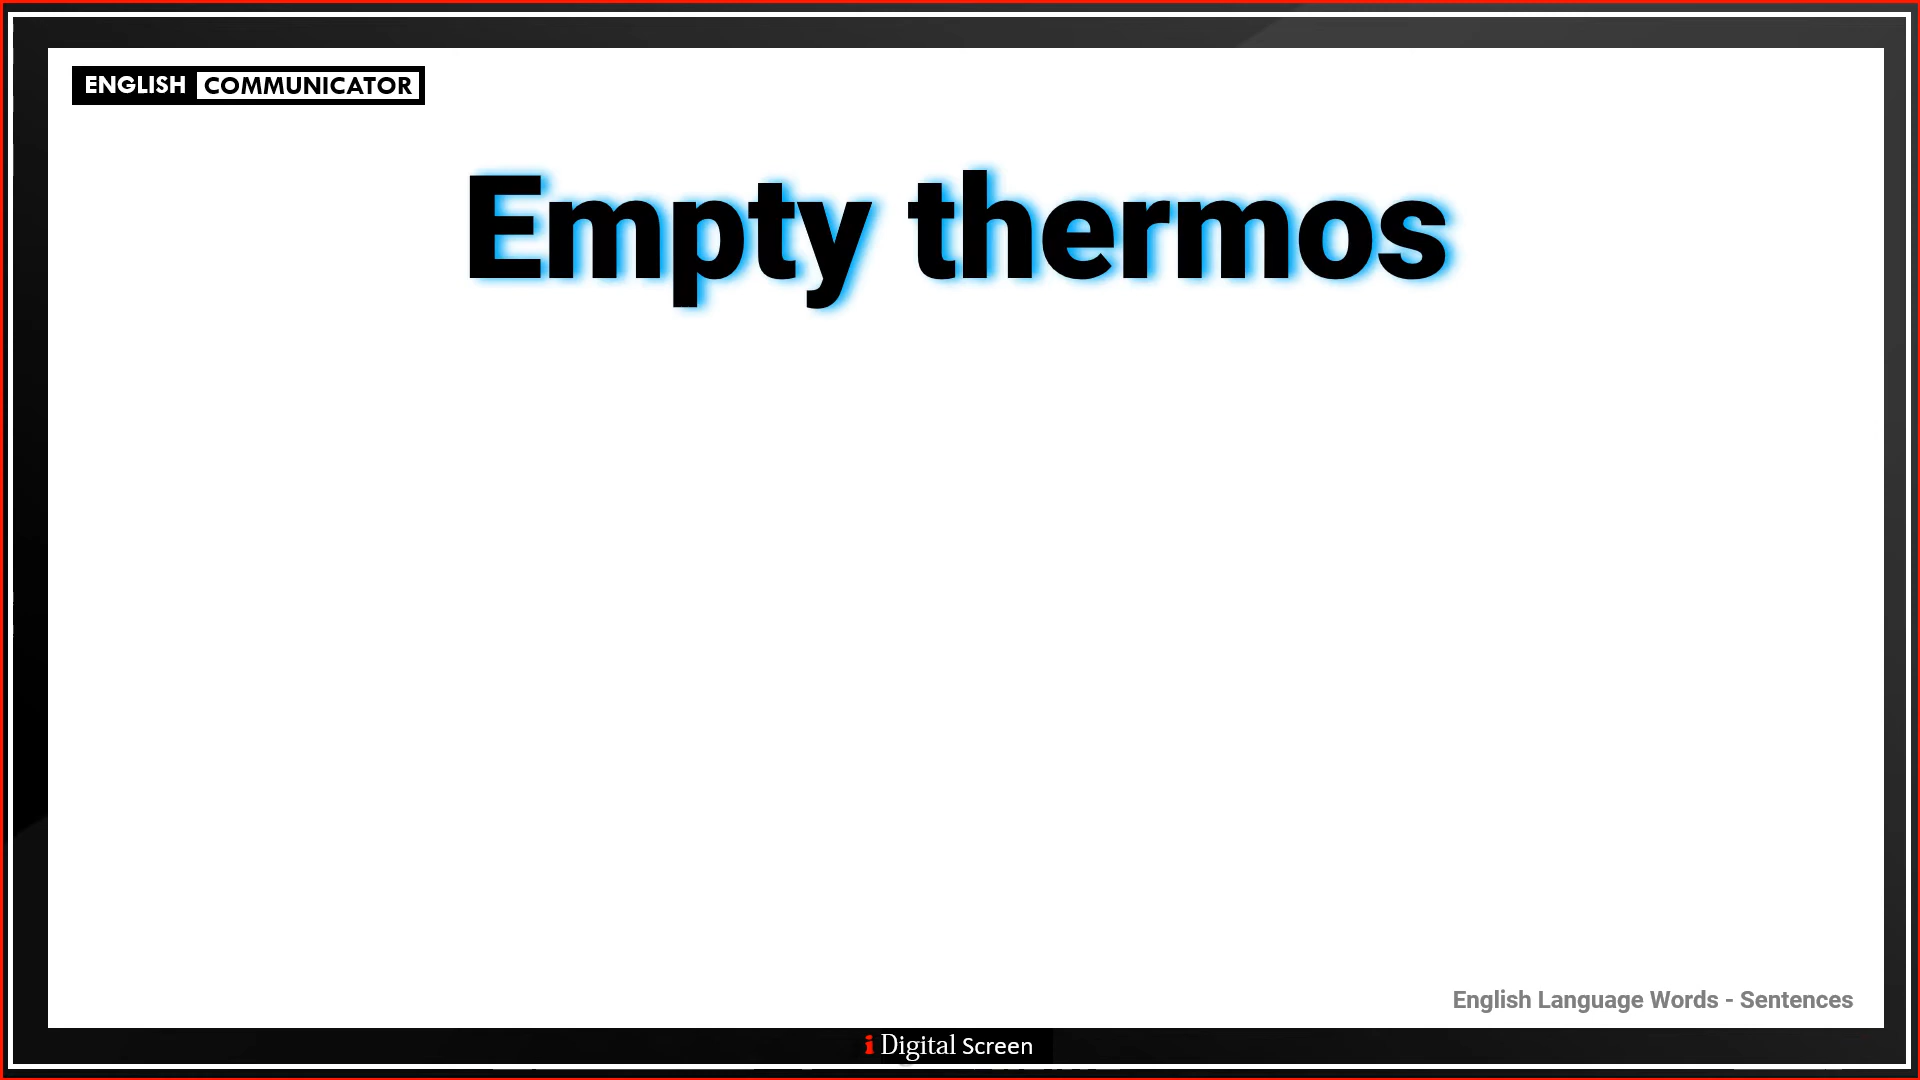 ENGLISH COMMUNICATOR
Empty thermos
English Language Words - Sentences
i Digital Screen